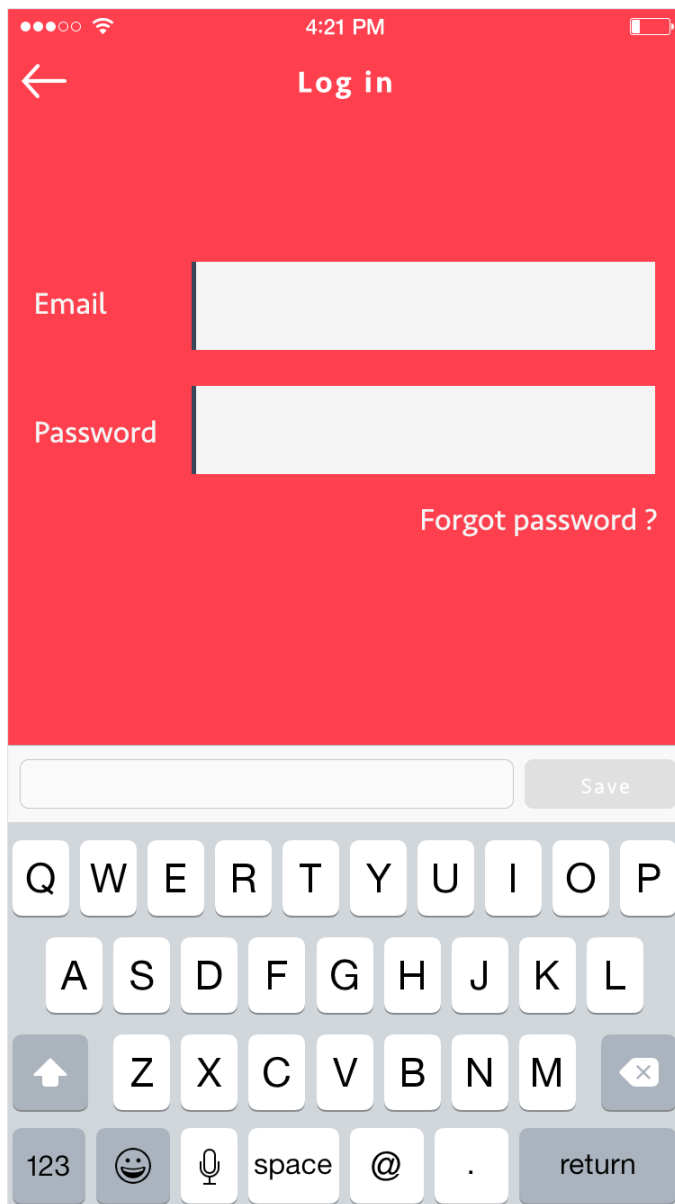 4:21 PM
Log in
Email
Password
Forgot password ?
Save
Q W E R T Y U I O P
A S D F G H J K L
Z X C V B N M
123 space @ . return